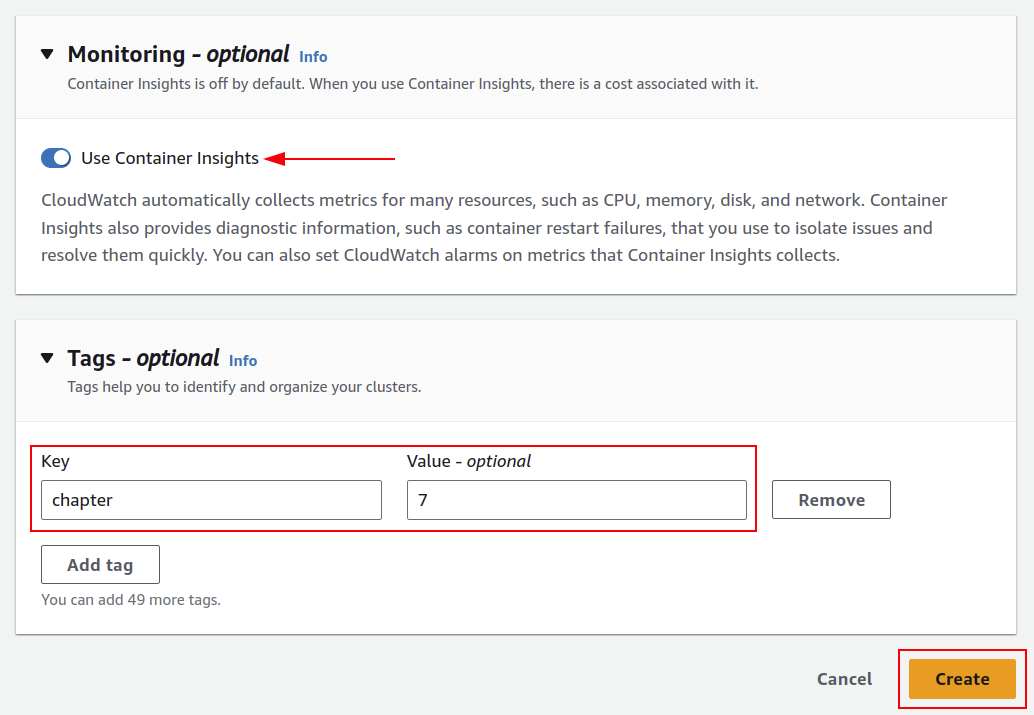 Monitoring - optional Info
Container Insights is off by default. When you use Container Insights, there is a cost associated with it.
Use Container Insights
CloudWatch automatically collects metrics for many resources, such as CPU, memory, disk, and network. Container
Insights also provides diagnostic information, such as container restart failures, that you use to isolate issues and
resolve them quickly. You can also set CloudWatch alarms on metrics that Container Insights collects.
Tags - optional Info
Tags help you to identify and organize your clusters.
Key Value - optional
chapter 7 Remove
Add tag
You can add 49 more tags.
Cancel Create